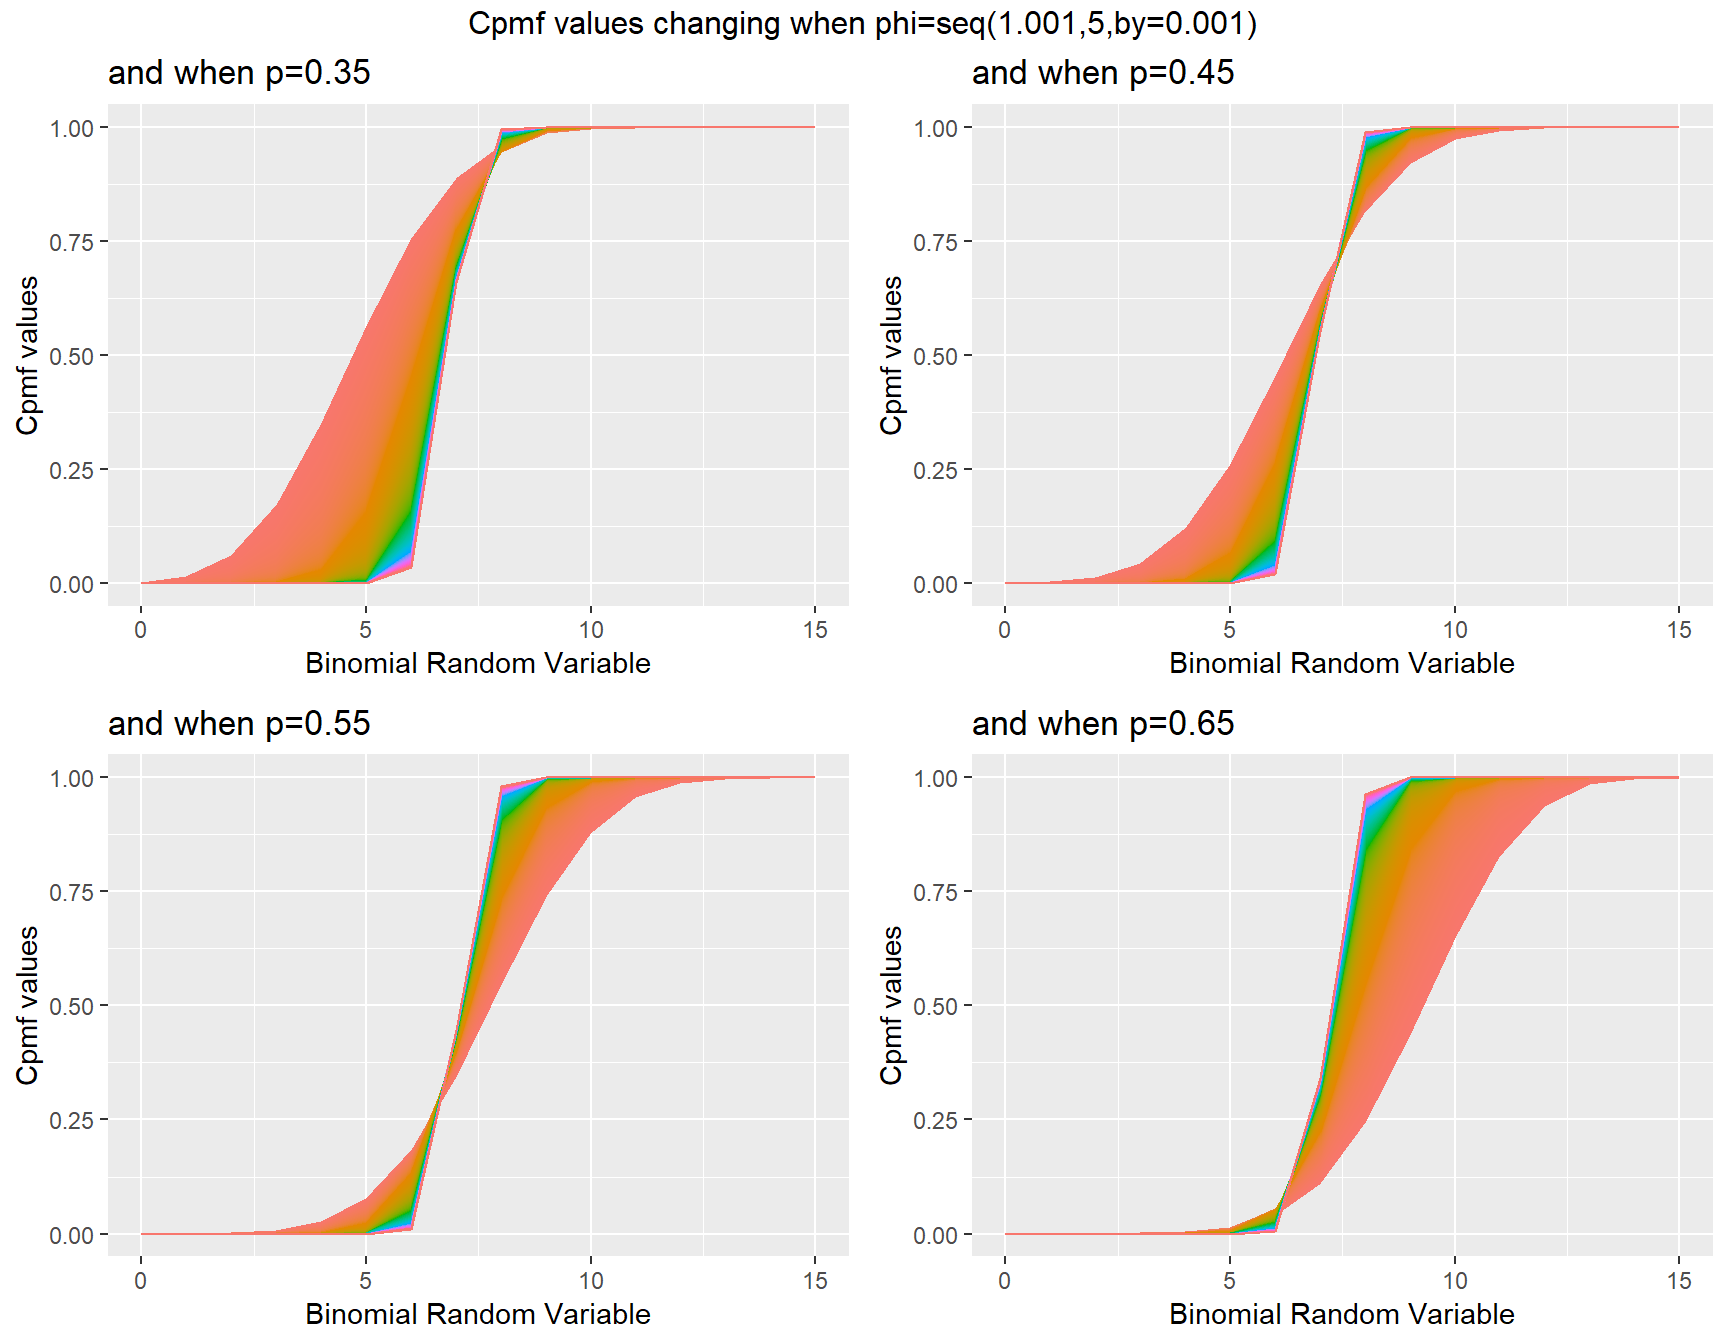 Cpmf values changing when phi=seq(1.001,5,by=0.001)
and when p=0.35
1.00
0.75
0.50
0.25
0.00
Cpmf values
0 5 10 15
Binomial Random Variable
and when p=0.45
1.00
0.75
0.50
0.25
0.00
Cpmf values
0 5 10 15
Binomial Random Variable
and when p=0.55
1.00
0.75
0.50
0.25
0.00
Cpmf values
0 5 10 15
Binomial Random Variable
and when p=0.65
1.00
0.75
0.50
0.25
0.00
Cpmf values
0 5 10 15
Binomial Random Variable